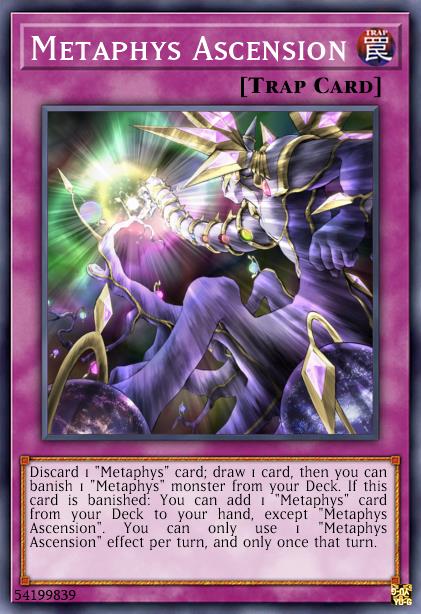 Metaphys Ascension
TRAP
罠
[Trap Card]
Discard 1 "Metaphys" card; draw 1 card, then you can
banish 1 "Metaphys" monster from your Deck. If this
card is banished: You can add 1 "Metaphys" card
from your Deck to your hand, except "Metaphys
Ascension". You can only use 1 "Metaphys
Ascension" effect per turn, and only once that turn.
54199839